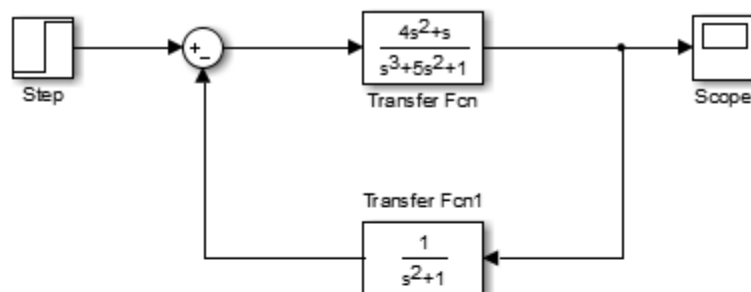 Step
+
−
4s²+s
s³+5s²+1
Transfer Fcn
Scope
Transfer Fcn1
1
s²+1